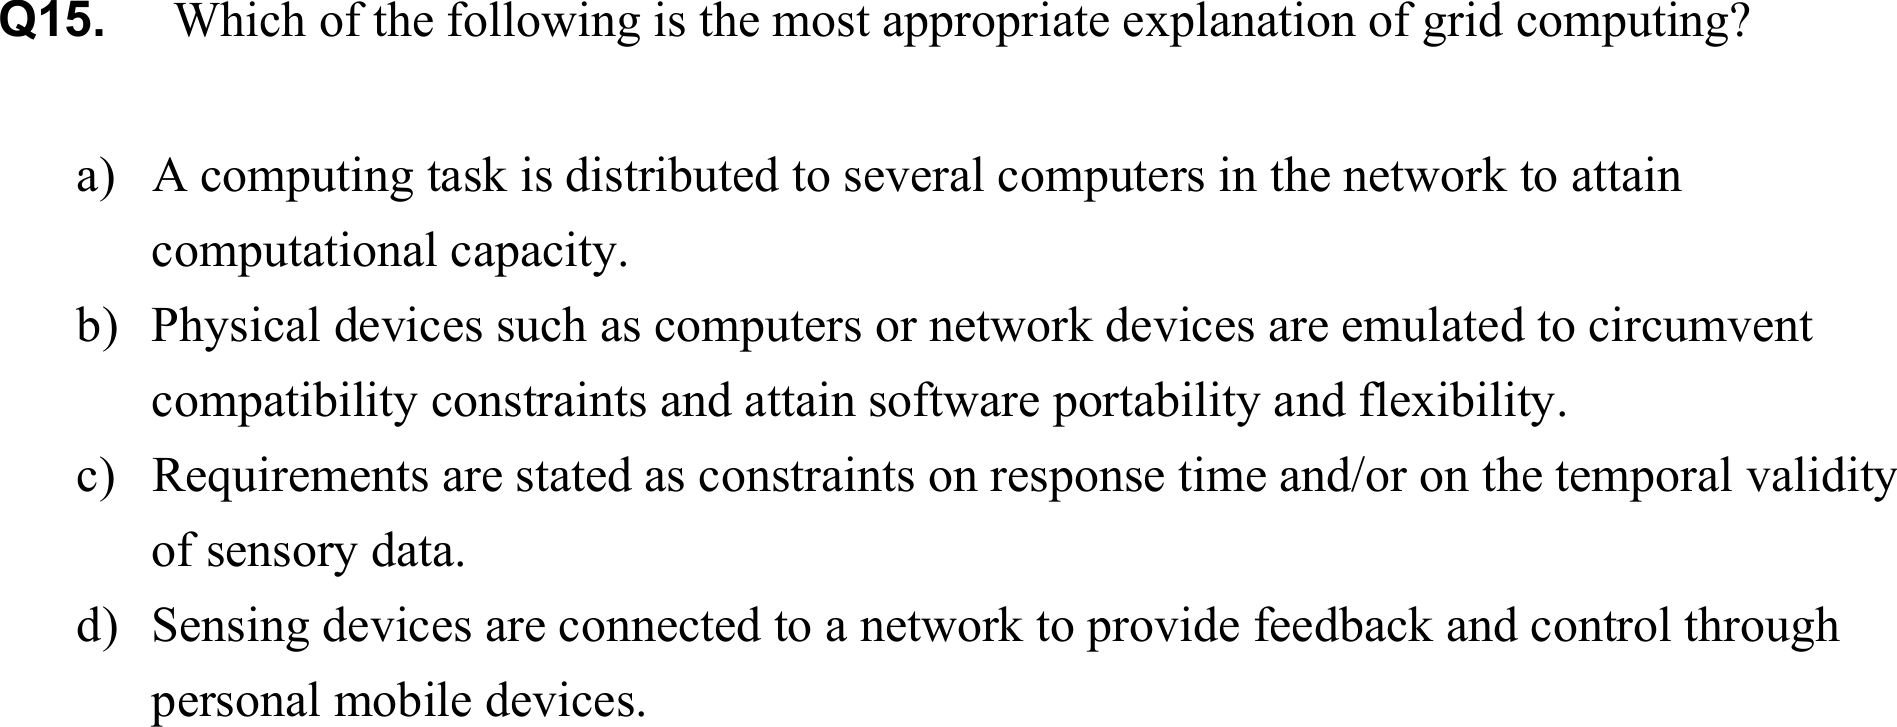 Q15. Which of the following is the most appropriate explanation of grid computing?
a) A computing task is distributed to several computers in the network to attain
computational capacity.
b) Physical devices such as computers or network devices are emulated to circumvent
compatibility constraints and attain software portability and flexibility.
c) Requirements are stated as constraints on response time and/or on the temporal validity
of sensory data.
d) Sensing devices are connected to a network to provide feedback and control through
personal mobile devices.